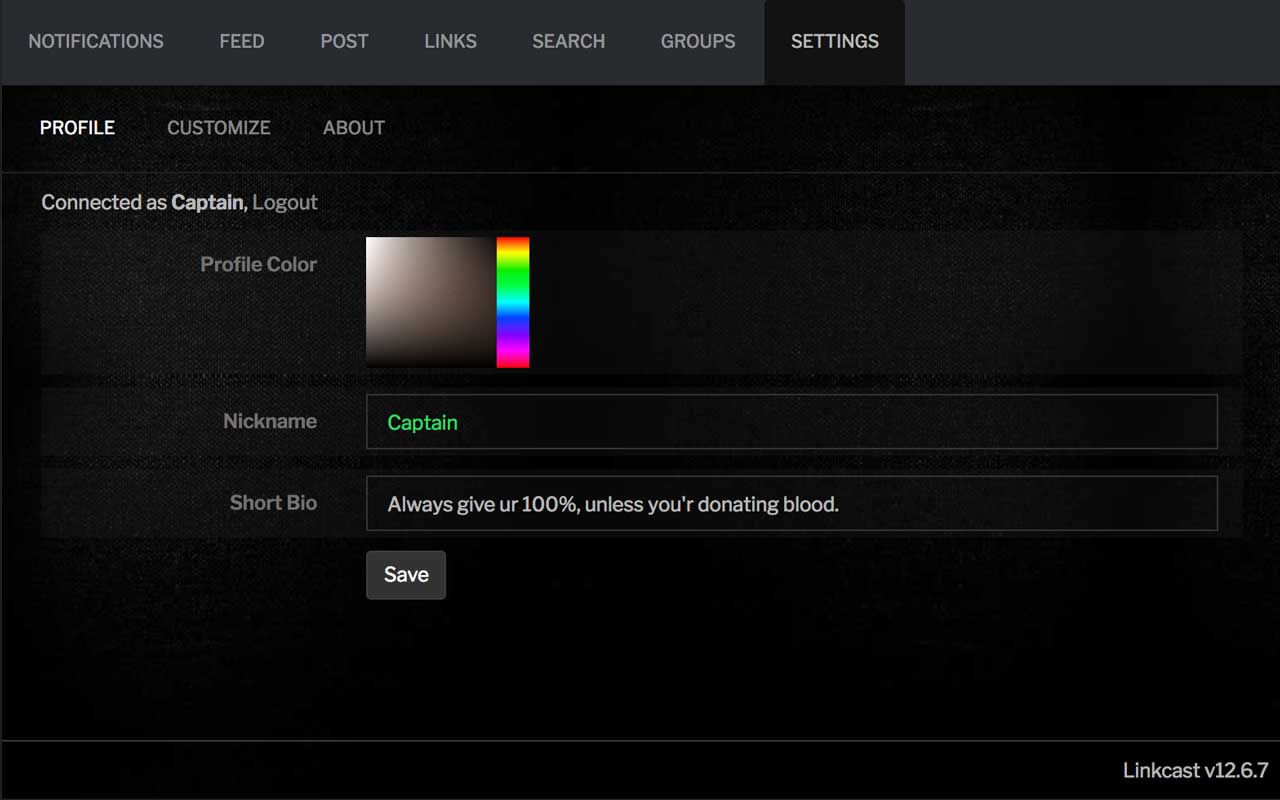 NOTIFICATIONS FEED POST LINKS SEARCH GROUPS SETTINGS
PROFILE CUSTOMIZE ABOUT
Connected as Captain, Logout
Profile Color
Nickname Captain
Short Bio Always give ur 100%, unless you'r donating blood.
Save
Linkcast v12.6.7